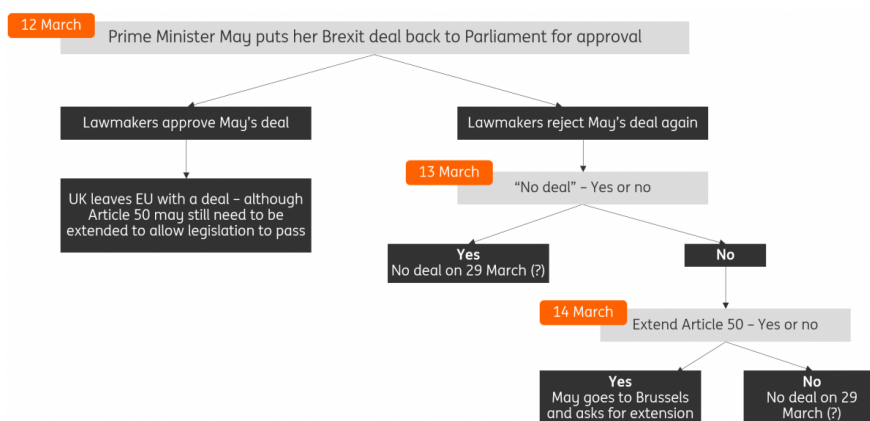 12 March
Prime Minister May puts her Brexit deal back to Parliament for approval
Lawmakers approve May's deal
Lawmakers reject May's deal again
13 March
"No deal" – Yes or no
UK leaves EU with a deal – although
Article 50 may still need to be
extended to allow legislation to pass
Yes
No deal on 29 March (?)
No
14 March
Extend Article 50 – Yes or no
Yes
May goes to Brussels
and asks for extension
No
No deal on 29
March (?)